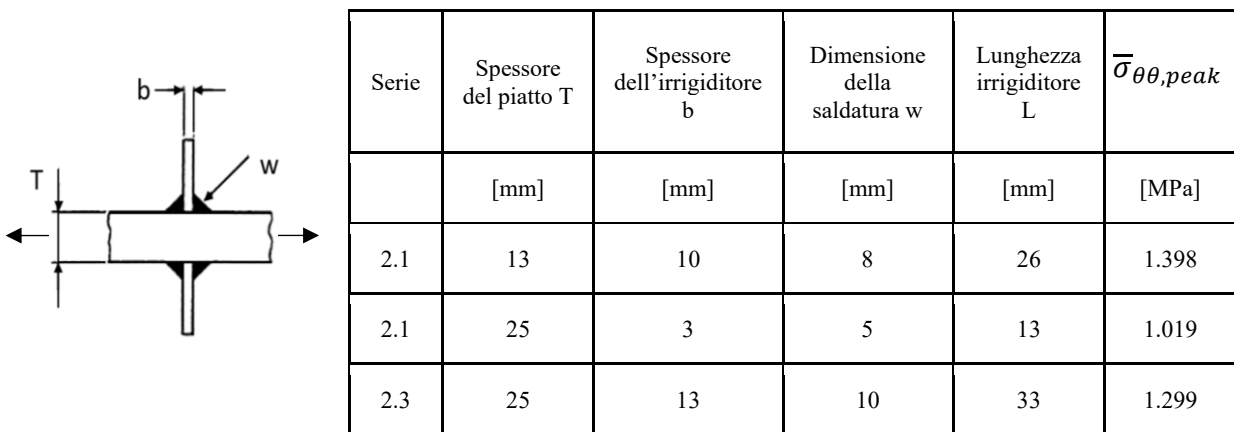 b
T
w
Serie
Spessore
del piatto T
Spessore
dell'irrigiditore
b
Dimensione
della
saldatura w
Lunghezza
irrigiditore
L
σ̅θθ,peak
[mm]
[mm]
[mm]
[mm]
[MPa]
2.1 13 10 8 26 1.398
2.1 25 3 5 13 1.019
2.3 25 13 10 33 1.299